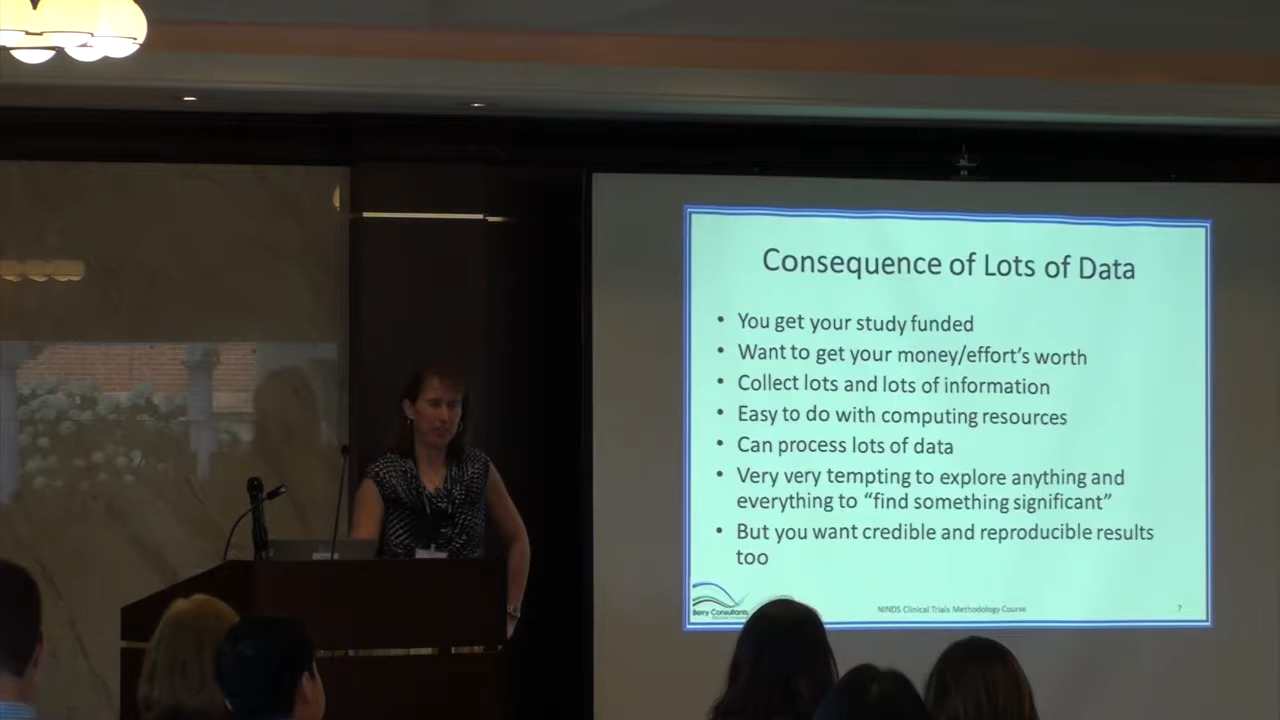 Consequence of Lots of Data
• You get your study funded
• Want to get your money/effort's worth
• Collect lots and lots of information
• Easy to do with computing resources
• Can process lots of data
• Very very tempting to explore anything and
everything to “find something significant”
• But you want credible and reproducible results
too
Berry Consultants
NINDS Clinical Trials Methodology Course
7